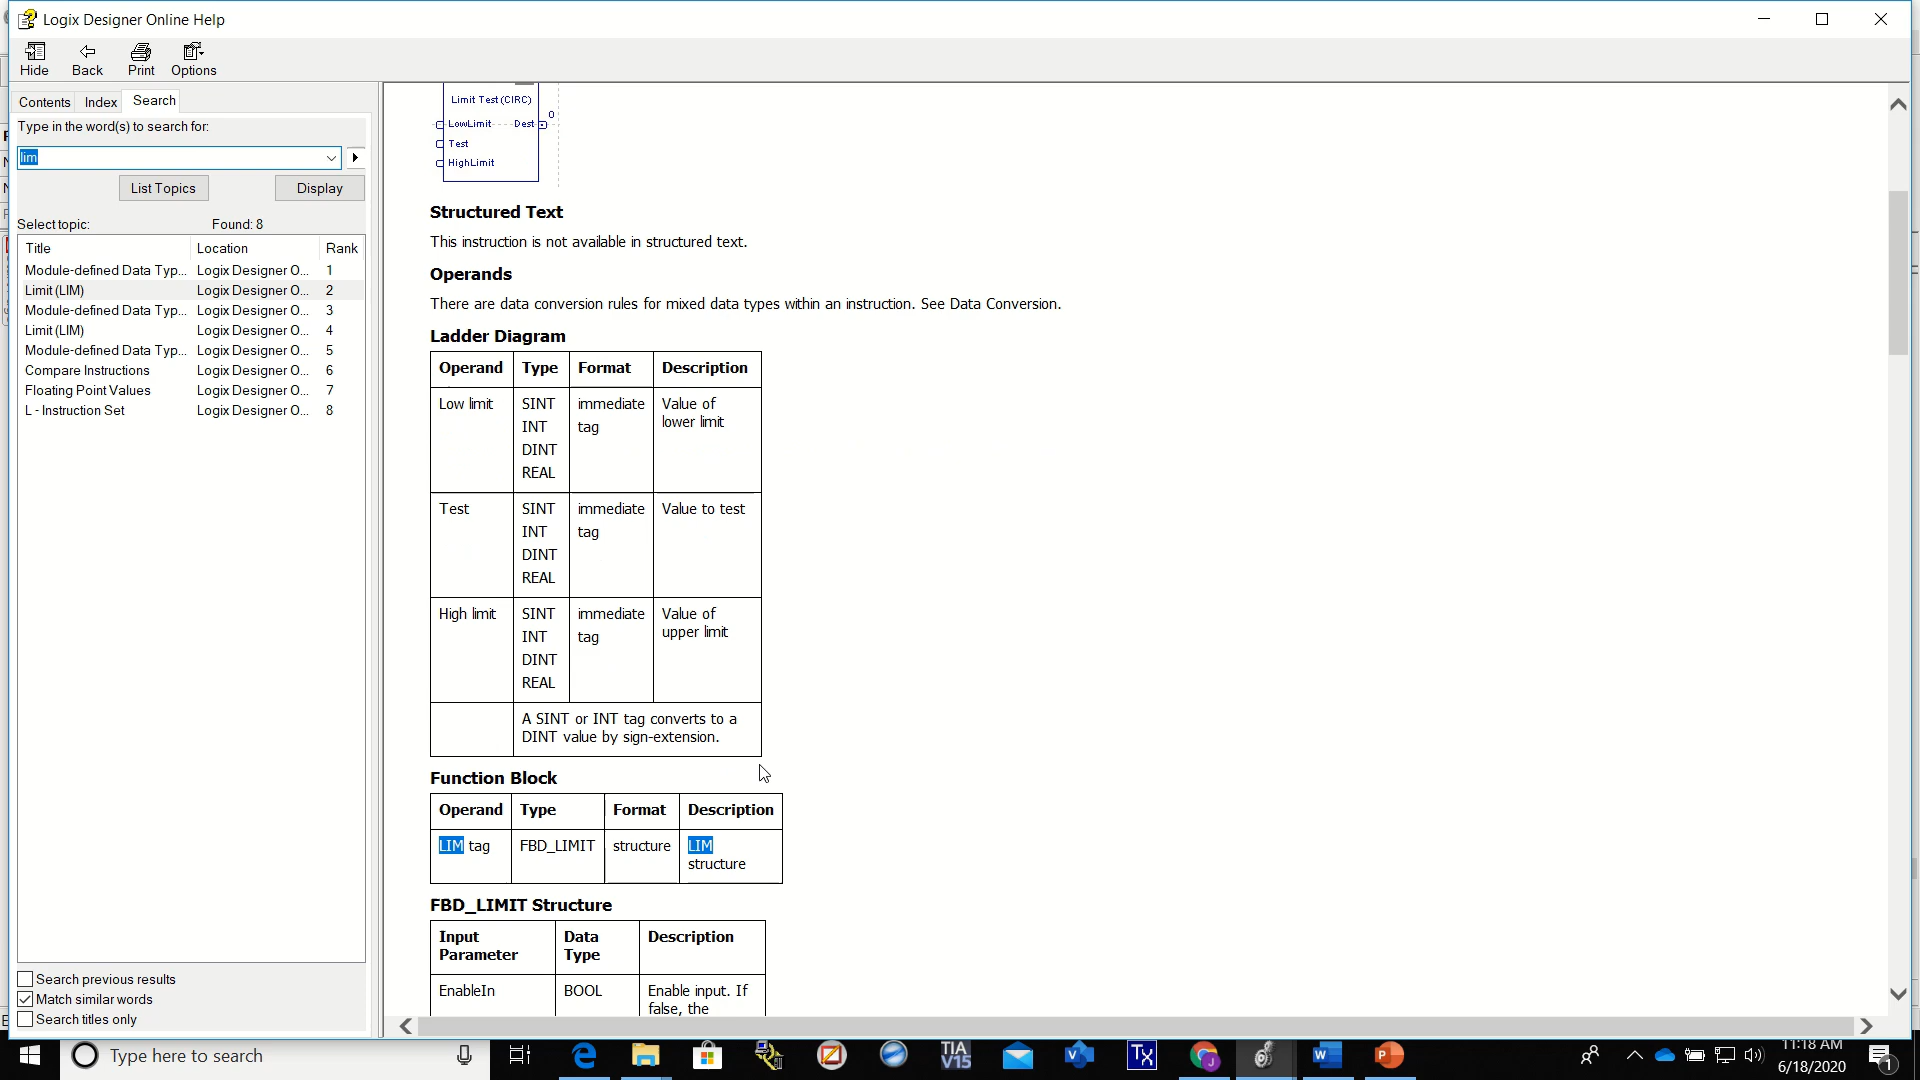 Logix Designer Online Help
Hide Back Print Options
Contents Index Search
Type in the word(s) to search for:
lim
List Topics Display
Select topic: Found: 8
Title Location Rank
Module-defined Data Typ... Logix Designer O... 1
Limit (LIM) Logix Designer O... 2
Module-defined Data Typ... Logix Designer O... 3
Limit (LIM) Logix Designer O... 4
Module-defined Data Typ... Logix Designer O... 5
Compare Instructions Logix Designer O... 6
Floating Point Values Logix Designer O... 7
L - Instruction Set Logix Designer O... 8
Search previous results
Match similar words
Search titles only
Limit Test (CIRC)
0
LowLimit Dest
Test
HighLimit
Structured Text
This instruction is not available in structured text.
Operands
There are data conversion rules for mixed data types within an instruction. See Data Conversion.
Ladder Diagram
Operand Type Format Description
Low limit SINT immediate Value of
lower limit
INT tag
DINT
REAL
Test SINT immediate Value to test
INT tag
DINT
REAL
High limit SINT immediate Value of
upper limit
INT tag
DINT
REAL
A SINT or INT tag converts to a
DINT value by sign-extension.
Function Block
Operand Type Format Description
LIM tag FBD_LIMIT structure LIM
structure
FBD_LIMIT Structure
Input Data Description
Parameter Type
EnableIn BOOL Enable input. If
false, the
Type here to search
TIA
V15
TX
11:18 AM
6/18/2020
1